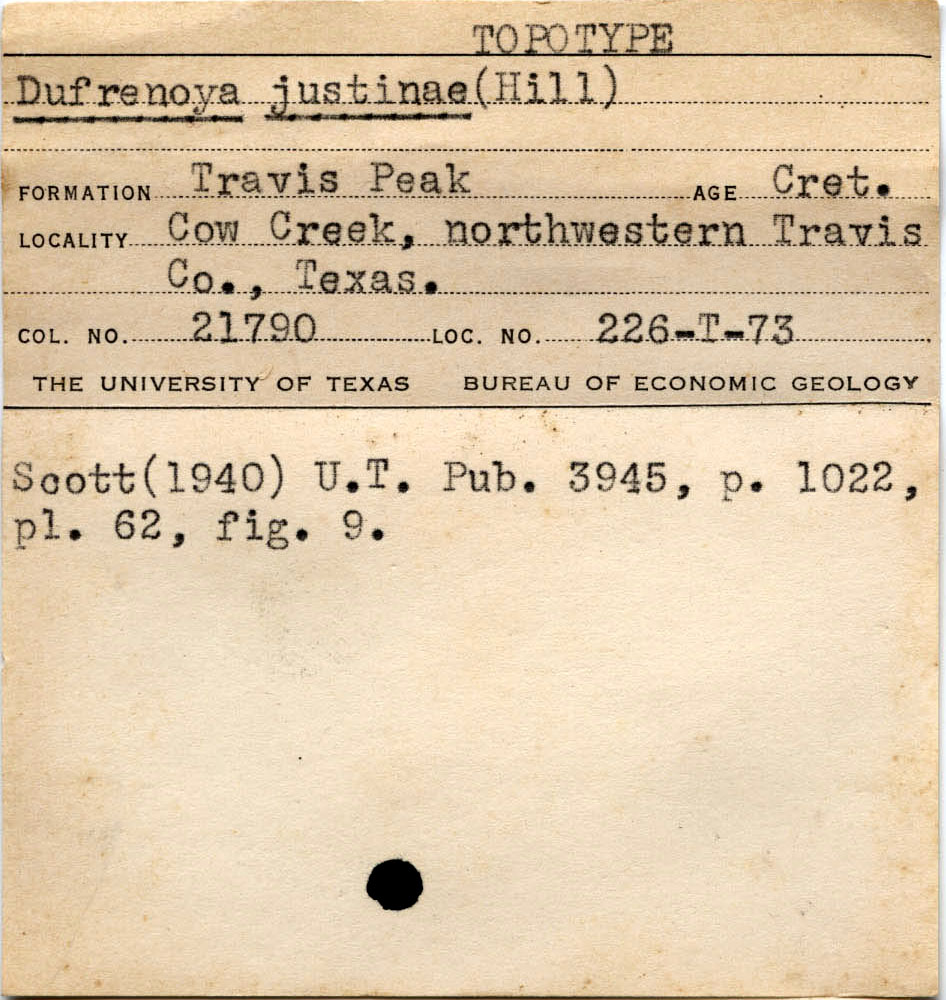 TOPOTYPE
Dufrenoya justinae(Hill)
FORMATION Travis Peak AGE Cret.
LOCALITY Cow Creek, northwestern Travis
Co., Texas.
COL. NO. 21790 LOC. NO. 226-T-73
THE UNIVERSITY OF TEXAS BUREAU OF ECONOMIC GEOLOGY
Scott(1940) U.T. Pub. 3945, p. 1022,
pl. 62, fig. 9.